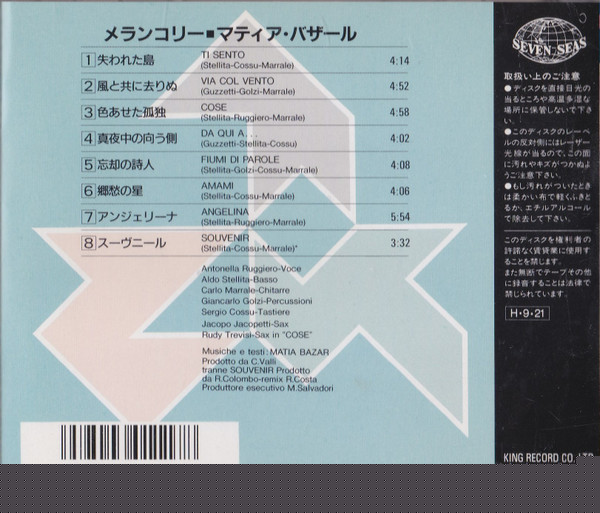 メランコリー■マティア・バザール
1 失われた島 TI SENTO 4:14
(Stellita-Cossu-Marrale)
2 風と共に去りぬ VIA COL VENTO 4:52
(Guzzetti-Golzi-Marrale)
3 色あせた孤独 COSE 4:58
(Stellita-Ruggiero-Marrale)
4 真夜中の向う側 DA QUI A... 4:02
(Guzzetti-Stellita-Cossu)
5 忘却の詩人 FIUMI DI PAROLE 4:08
(Stellita-Golzi-Cossu-Marrale)
6 郷愁の星 AMAMI 4:06
(Stellita-Cossu-Marrale)
7 アンジェリーナ ANGELINA 5:54
(Stellita-Ruggiero-Marrale)
8 スーヴニール SOUVENIR 3:32
(Stellita-Cossu-Marrale)*
Antonella Ruggiero-Voce
Aldo Stellita-Basso
Carlo Marrale-Chitarre
Giancarlo Golzi-Percussioni
Sergio Cossu-Tastiere
Jacopo Jacopetti-Sax
Rudy Trevisi-Sax in "COSE"
Musiche e testi: MATIA BAZAR
Prodotto da C.Valli
tranne SOUVENIR Prodotto
da R.Colombo-remix R.Costa
Produttore esecutivo M.Salvadori
SEVEN SEAS
取扱い上のご注意
●ディスクを直接日光の
当るところや高温多湿な
場所に保管しないで下さ
い。
●このディスクのレーベ
ルの反対側にはレーザー
光線が当るので、この面
に汚れやキズがつかぬよ
うご注意下さい。
●もし汚れがついたとき
は柔かい布で軽くふきと
るか、エチルアルコール
で除去して下さい。
このディスクを権利者の
許諾なく賃貸業に使用す
ることを禁じます。
また無断でテープその他
に録音することは法律で
禁じられています。
H・9・21
KING RECORD CO., LTD.